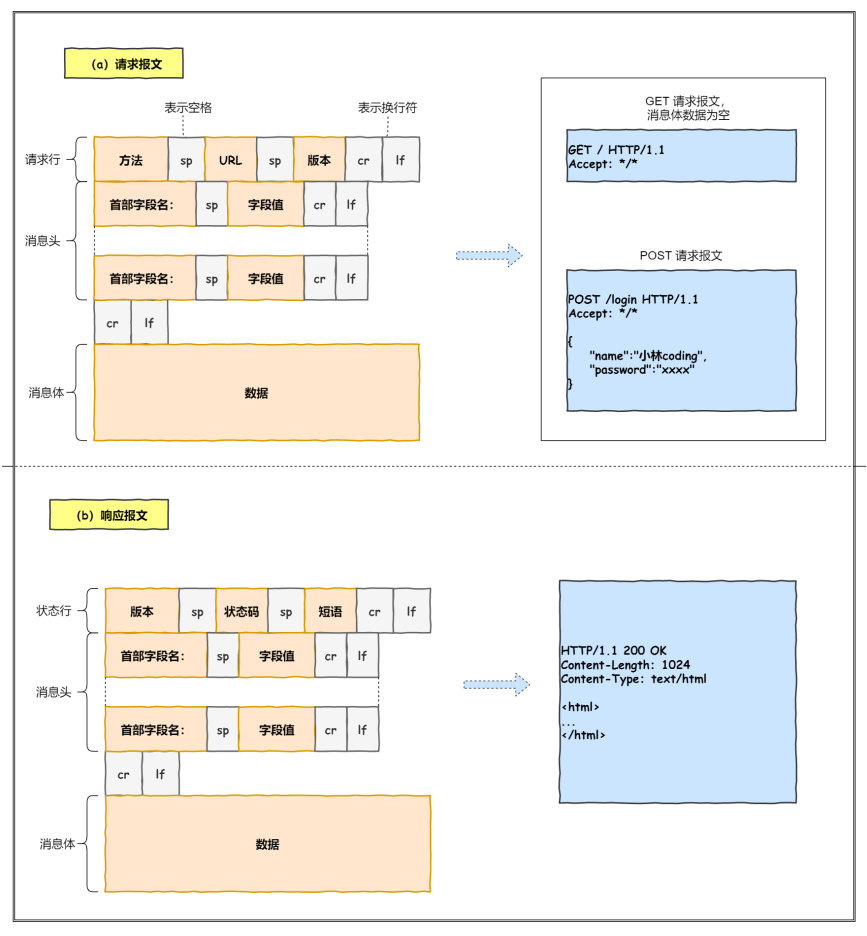 (a) 请求报文
表示空格 表示换行符
请求行 方法 sp URL sp 版本 cr lf
消息头
首部字段名: sp 字段值 cr lf
首部字段名: sp 字段值 cr lf
cr lf
消息体 数据
GET 请求报文,
消息体数据为空
GET / HTTP/1.1
Accept: */*
POST 请求报文
POST /login HTTP/1.1
Accept: */*
{
"name":"小林coding",
"password":"xxxx"
}
(b) 响应报文
状态行 版本 sp 状态码 sp 短语 cr lf
消息头
首部字段名: sp 字段值 cr lf
首部字段名: sp 字段值 cr lf
cr lf
消息体 数据
HTTP/1.1 200 OK
Content-Length: 1024
Content-Type: text/html
<html>
...
</html>